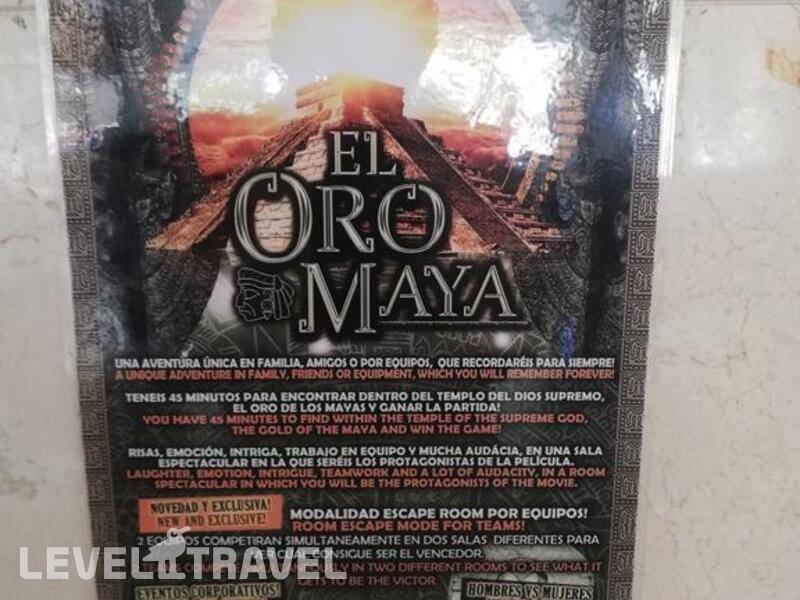 EL
ORO
MAYA
UNA AVENTURA ÚNICA EN FAMILIA, AMIGOS O POR EQUIPOS, QUE RECORDARÉIS PARA SIEMPRE!
A UNIQUE ADVENTURE IN FAMILY, FRIENDS OR EQUIPMENT, WHICH YOU WILL REMEMBER FOREVER!
TENEIS 45 MINUTOS PARA ENCONTRAR DENTRO DEL TEMPLO DEL DIOS SUPREMO,
EL ORO DE LOS MAYAS Y GANAR LA PARTIDA!
YOU HAVE 45 MINUTES TO FIND WITHIN THE TEMPLE OF THE SUPREME GOD,
THE GOLD OF THE MAYA AND WIN THE GAME!
RISAS, EMOCIÓN, INTRIGA, TRABAJO EN EQUIPO Y MUCHA AUDÁCIA, EN UNA SALA
ESPECTACULAR EN LA QUE SERÉIS LOS PROTAGONISTAS DE LA PELÍCULA.
LAUGHTER, EMOTION, INTRIGUE, TEAMWORK AND A LOT OF AUDACITY, IN A ROOM
SPECTACULAR IN WHICH YOU WILL BE THE PROTAGONISTS OF THE MOVIE.
NOVEDAD Y EXCLUSIVA!
NEW AND EXCLUSIVE!
MODALIDAD ESCAPE ROOM POR EQUIPOS!
ROOM ESCAPE MODE FOR TEAMS!
2 EQUIPOS COMPETIRAN SIMULTANEAMENTE EN DOS SALAS DIFERENTES PARA
VER CUAL CONSIGUE SER EL VENCEDOR.
IN TWO DIFFERENT ROOMS TO SEE WHAT IT
GETS TO BE THE VICTOR.
LEVEL TRAVEL
EVENTOS CORPORATIVOS
HOMBRES VS MUJERES